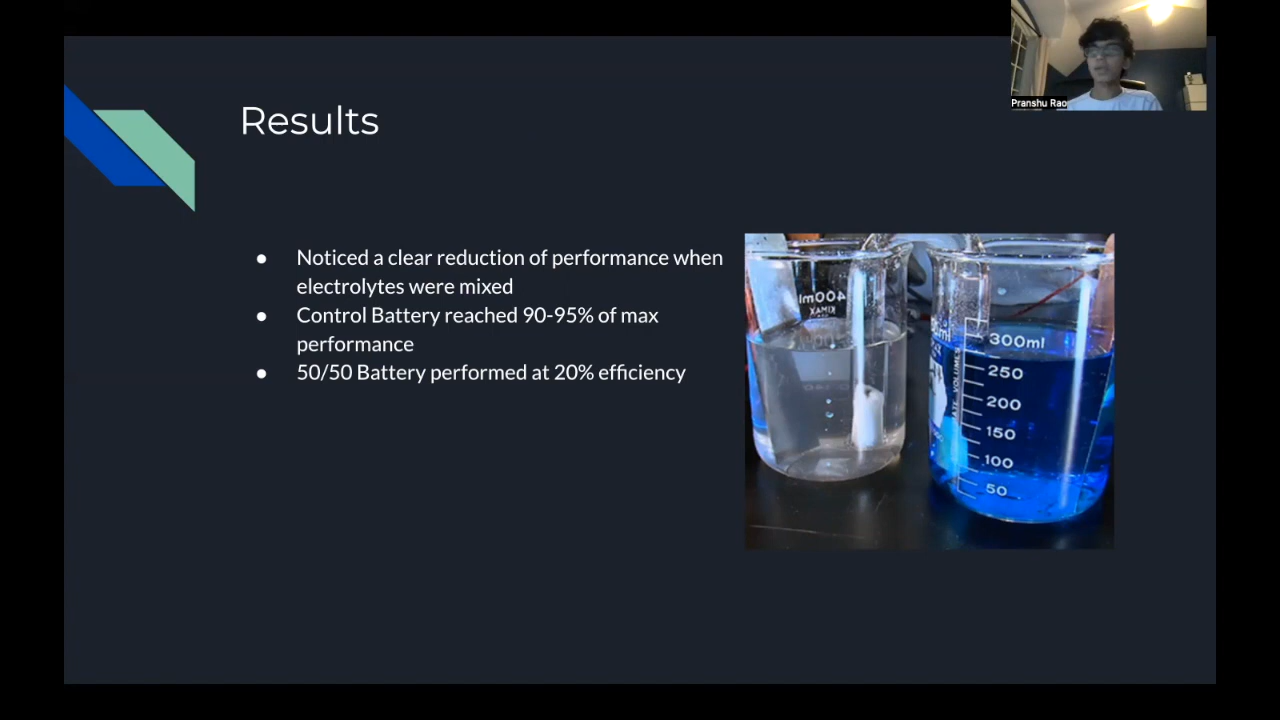 Pranshu Rao
Results
● Noticed a clear reduction of performance when
electrolytes were mixed
● Control Battery reached 90-95% of max
performance
● 50/50 Battery performed at 20% efficiency
400ml
KIMAX
300ml
250
200
150
100
50